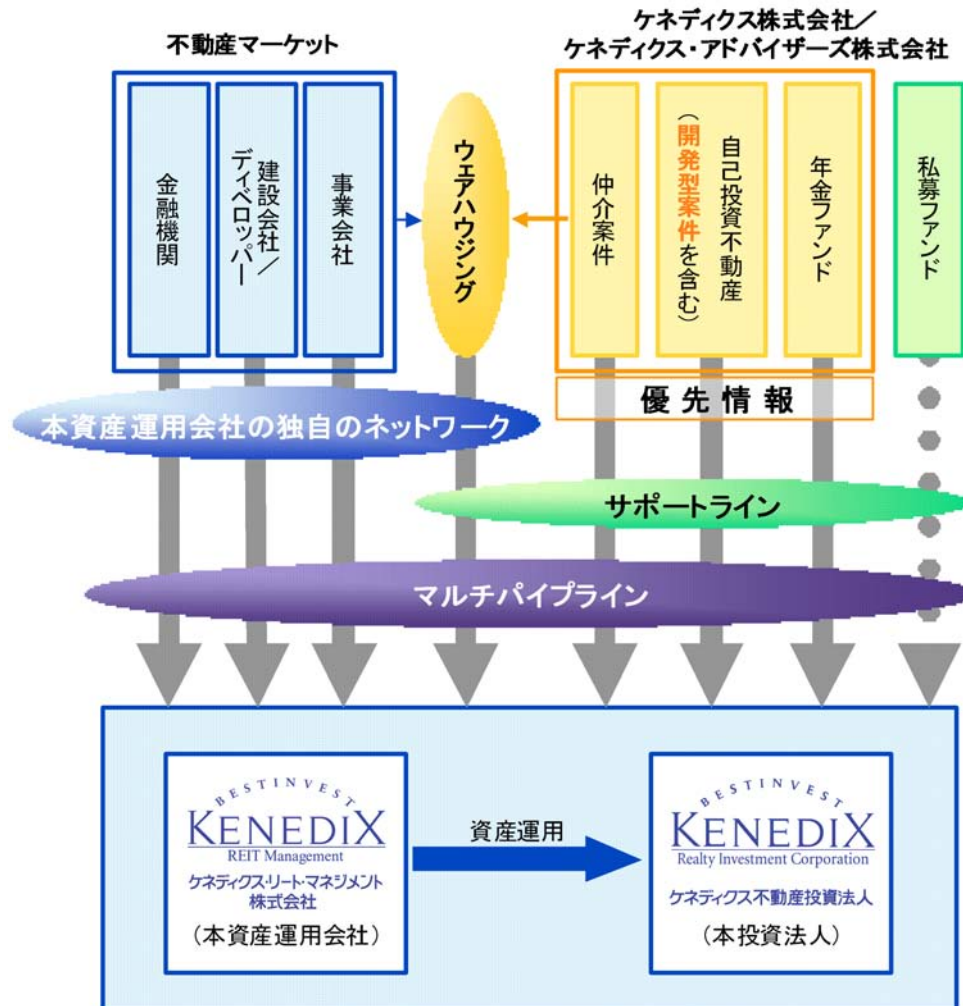 不動産マーケット
ケネディクス株式会社/
ケネディクス・アドバイザーズ株式会社
金融機関
建設会社/
ディベロッパー
事業会社
ウェアハウジング
仲介案件
自己投資不動産
(開発型案件を含む)
年金ファンド
私募ファンド
優先情報
本資産運用会社の独自のネットワーク
サポートライン
マルチパイプライン
BESTINVEST
KENEDIX
REIT Management
ケネディクス・リート・マネジメント
株式会社
(本資産運用会社)
資産運用
BESTINVEST
KENEDIX
Realty Investment Corporation
ケネディクス不動産投資法人
(本投資法人)